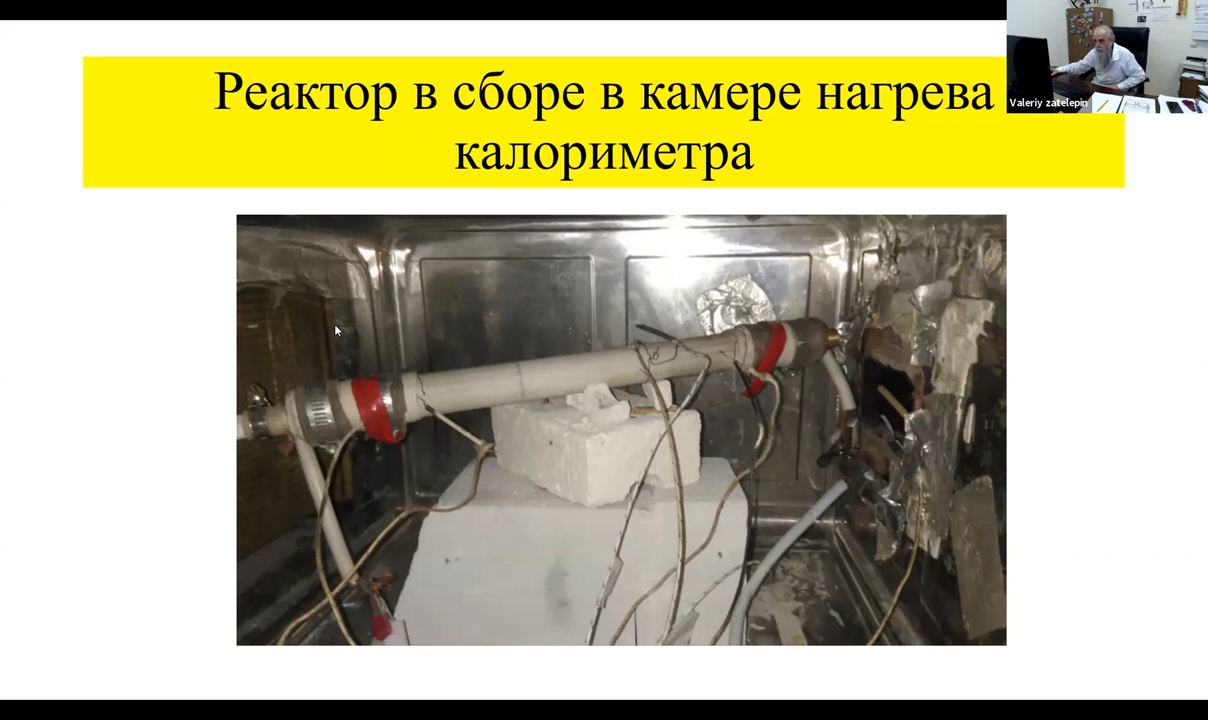 Реактор в сборе в камере нагрева
калориметра
Valeriy zatelepin